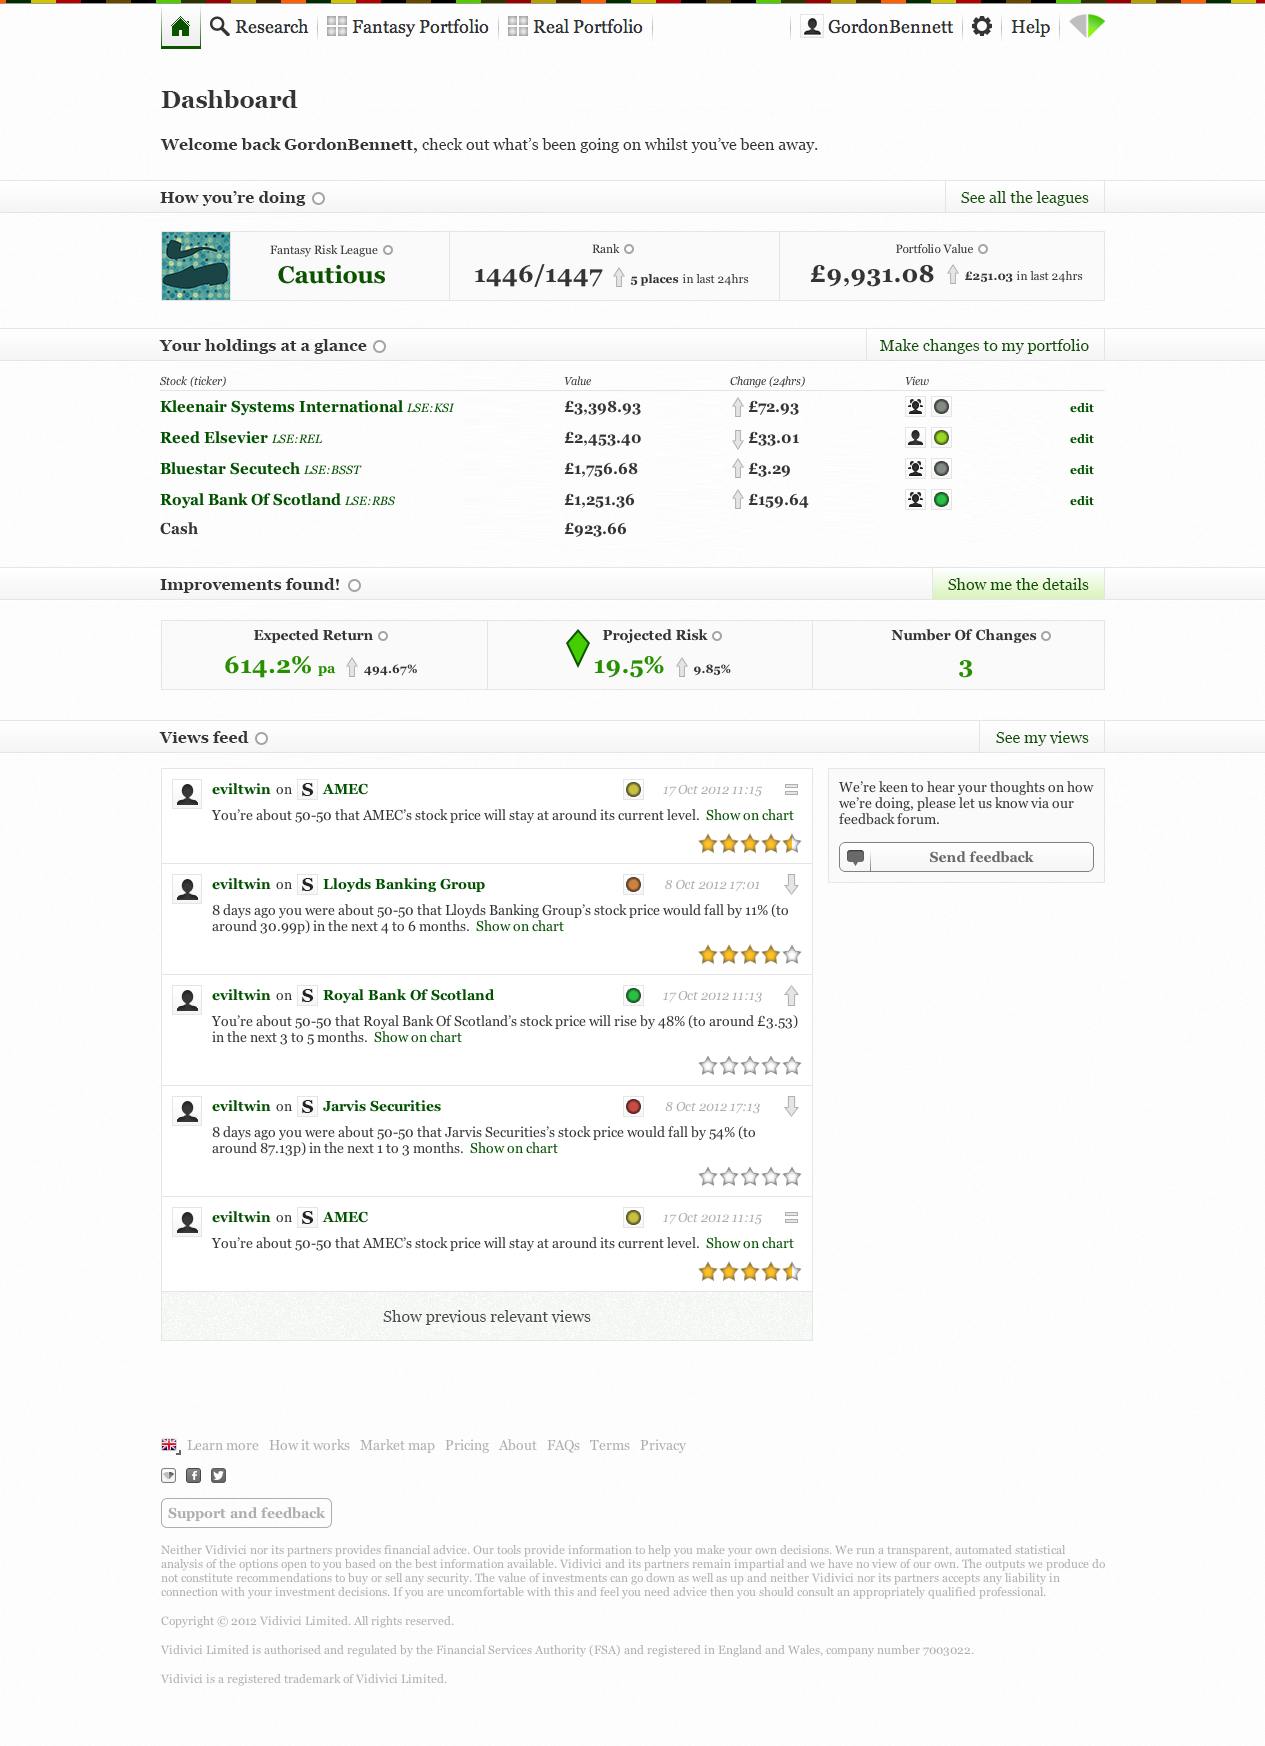 Research Fantasy Portfolio Real Portfolio GordonBennett Help
Dashboard
Welcome back GordonBennett, check out what's been going on whilst you've been away.
How you're doing See all the leagues
Fantasy Risk League Rank Portfolio Value
Cautious 1446/1447 5 places in last 24hrs £9,931.08 £251.03 in last 24hrs
Your holdings at a glance Make changes to my portfolio
Stock (ticker) Value Change (24hrs) View
Kleenair Systems International LSE:KSI £3,398.93 £72.93 edit
Reed Elsevier LSE:REL £2,453.40 £33.01 edit
Bluestar Secutech LSE:BSST £1,756.68 £3.29 edit
Royal Bank Of Scotland LSE:RBS £1,251.36 £159.64 edit
Cash £923.66
Improvements found! Show me the details
Expected Return Projected Risk Number Of Changes
614.2% pa 494.67% 19.5% 9.85% 3
Views feed See my views
eviltwin on S AMEC 17 Oct 2012 11:15
You're about 50-50 that AMEC's stock price will stay at around its current level. Show on chart
eviltwin on S Lloyds Banking Group 8 Oct 2012 17:01
8 days ago you were about 50-50 that Lloyds Banking Group's stock price would fall by 11% (to
around 30.99p) in the next 4 to 6 months. Show on chart
eviltwin on S Royal Bank Of Scotland 17 Oct 2012 11:13
You're about 50-50 that Royal Bank Of Scotland's stock price will rise by 48% (to around £3.53)
in the next 3 to 5 months. Show on chart
eviltwin on S Jarvis Securities 8 Oct 2012 17:13
8 days ago you were about 50-50 that Jarvis Securities's stock price would fall by 54% (to
around 87.13p) in the next 1 to 3 months. Show on chart
eviltwin on S AMEC 17 Oct 2012 11:15
You're about 50-50 that AMEC's stock price will stay at around its current level. Show on chart
Show previous relevant views
We're keen to hear your thoughts on how
we're doing, please let us know via our
feedback forum.
Send feedback
Learn more How it works Market map Pricing About FAQs Terms Privacy
Support and feedback
Neither Vidivici nor its partners provides financial advice. Our tools provide information to help you make your own decisions. We run a transparent, automated statistical
analysis of the options open to you based on the best information available. Vidivici and its partners remain impartial and we have no view of our own. The outputs we produce do
not constitute recommendations to buy or sell any security. The value of investments can go down as well as up and neither Vidivici nor its partners accepts any liability in
connection with your investment decisions. If you are uncomfortable with this and feel you need advice then you should consult an appropriately qualified professional.
Copyright © 2012 Vidivici Limited. All rights reserved.
Vidivici Limited is authorised and regulated by the Financial Services Authority (FSA) and registered in England and Wales, company number 7003022.
Vidivici is a registered trademark of Vidivici Limited.